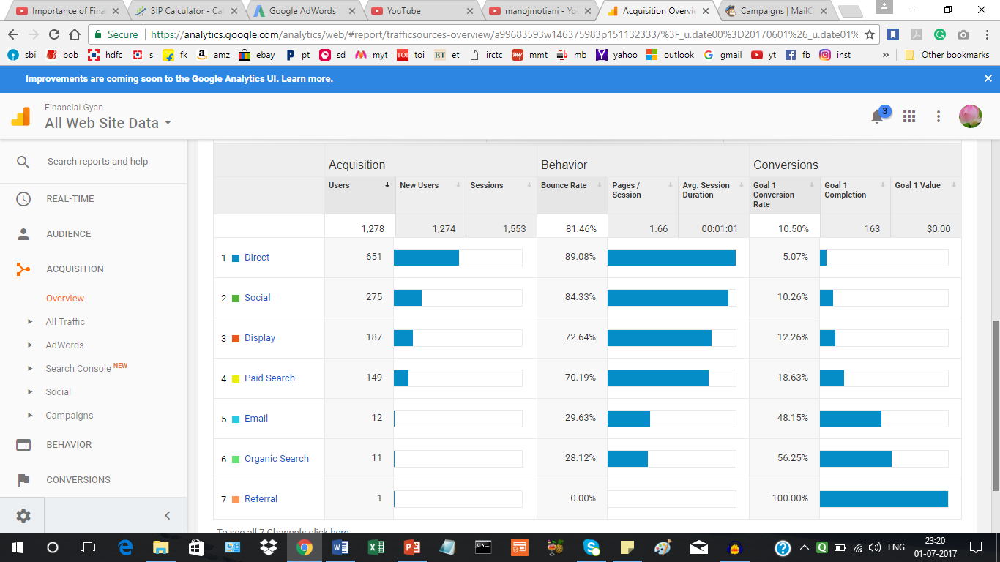 Importance of Fina
SIP Calculator - Cal
Google AdWords
YouTube
manojmotiani - Yo
Acquisition Overvie
Campaigns | MailC
Secure https://analytics.google.com/analytics/web/#report/trafficsources-overview/a99683593w146375983p151132333/%3F_u.date00%3D20170601%26_u.date01%
sbi bob hdfc s fk amz ebay pt sd myt toi et irctc mmt mb yahoo outlook gmail yt fb inst » Other bookmarks
Improvements are coming soon to the Google Analytics UI. Learn more.
Financial Gyan
All Web Site Data
3
Search reports and help
REAL-TIME
AUDIENCE
ACQUISITION
Overview
All Traffic
AdWords
Search Console NEW
Social
Campaigns
BEHAVIOR
CONVERSIONS
Acquisition Behavior Conversions
Users New Users Sessions Bounce Rate Pages / Session Avg. Session Duration Goal 1 Conversion Rate Goal 1 Completion Goal 1 Value
1,278 1,274 1,553 81.46% 1.66 00:01:01 10.50% 163 $0.00
1 Direct 651 89.08% 5.07%
2 Social 275 84.33% 10.26%
3 Display 187 72.64% 12.26%
4 Paid Search 149 70.19% 18.63%
5 Email 12 29.63% 48.15%
6 Organic Search 11 28.12% 56.25%
7 Referral 1 0.00% 100.00%
To see all 7 Channels click here
ENG
23:20
01-07-2017